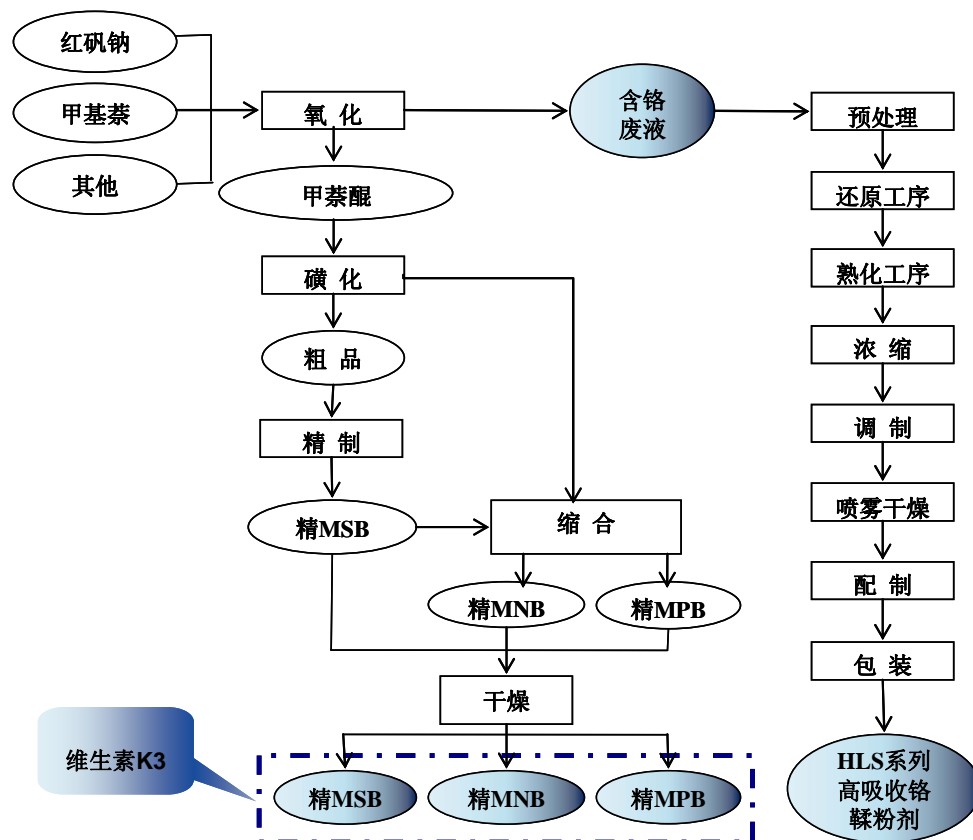 红矾钠
甲基萘
其他
氧 化
含铬
废液
预处理
甲萘醌
还原工序
磺 化
熟化工序
粗 品
浓 缩
精 制
调 制
精MSB
缩 合
喷雾干燥
精MNB
精MPB
配 制
包 装
干燥
维生素K3
精MSB
精MNB
精MPB
HLS系列
高吸收铬
鞣粉剂